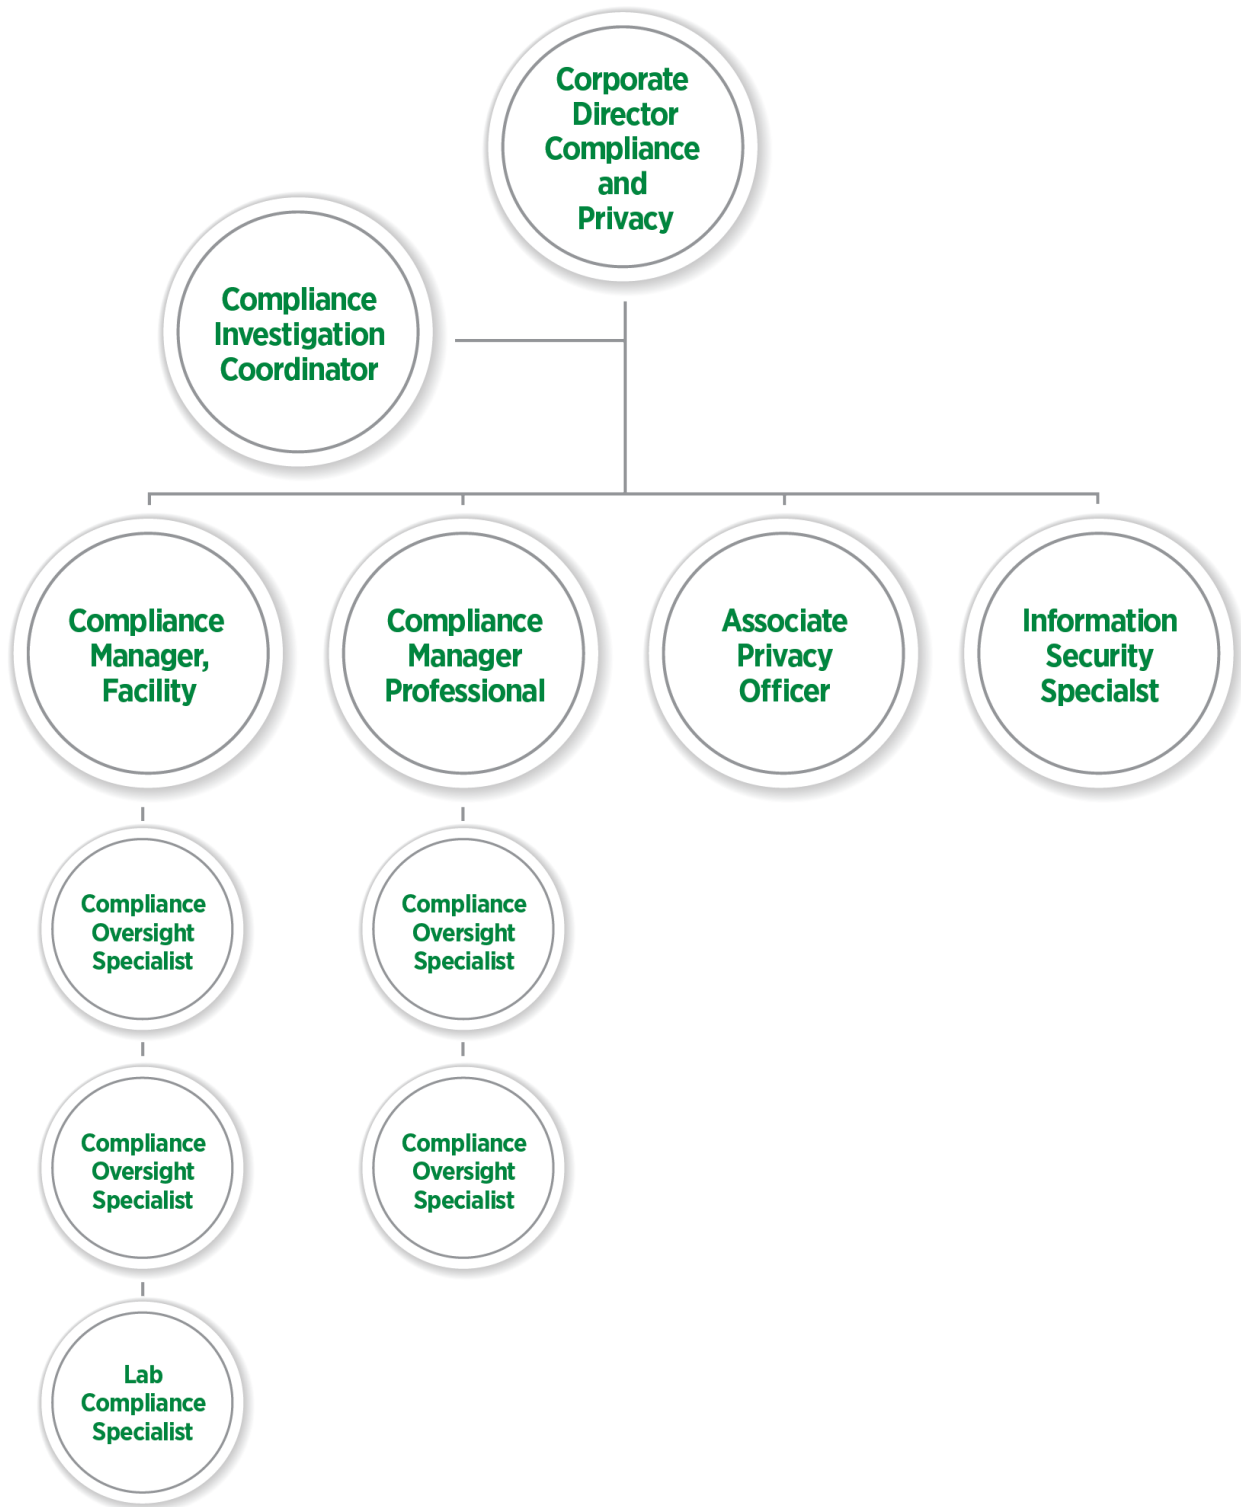 Corporate
Director
Compliance
and
Privacy
Compliance
Investigation
Coordinator
Compliance
Manager,
Facility
Compliance
Manager
Professional
Associate
Privacy
Officer
Information
Security
Specialst
Compliance
Oversight
Specialist
Compliance
Oversight
Specialist
Compliance
Oversight
Specialist
Compliance
Oversight
Specialist
Lab
Compliance
Specialist